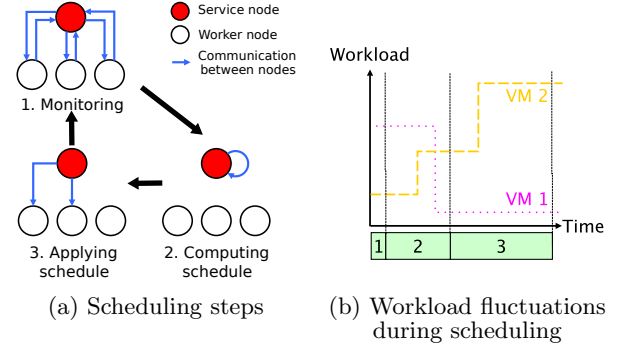 Service node
Worker node
Communication
between nodes
1. Monitoring
3. Applying
schedule
2. Computing
schedule
(a) Scheduling steps
Workload
VM 2
VM 1
Time
1 2 3
(b) Workload fluctuations
during scheduling